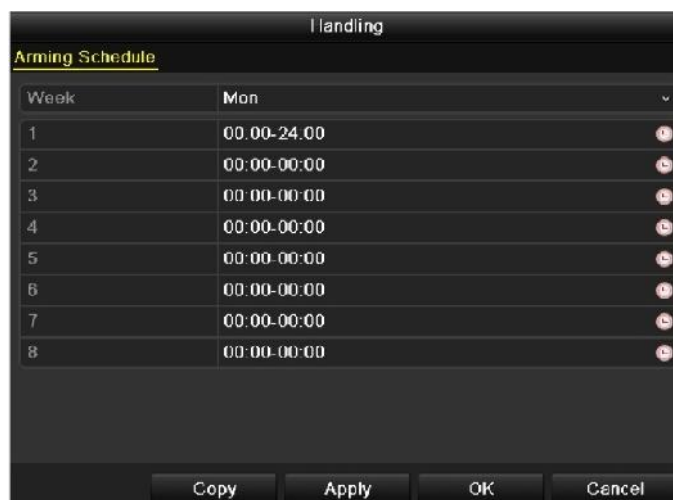 Handling
Arming Schedule
Week Mon
1 00:00-24:00
2 00:00-00:00
3 00:00-00:00
4 00:00-00:00
5 00:00-00:00
6 00:00-00:00
7 00:00-00:00
8 00:00-00:00
Copy Apply OK Cancel